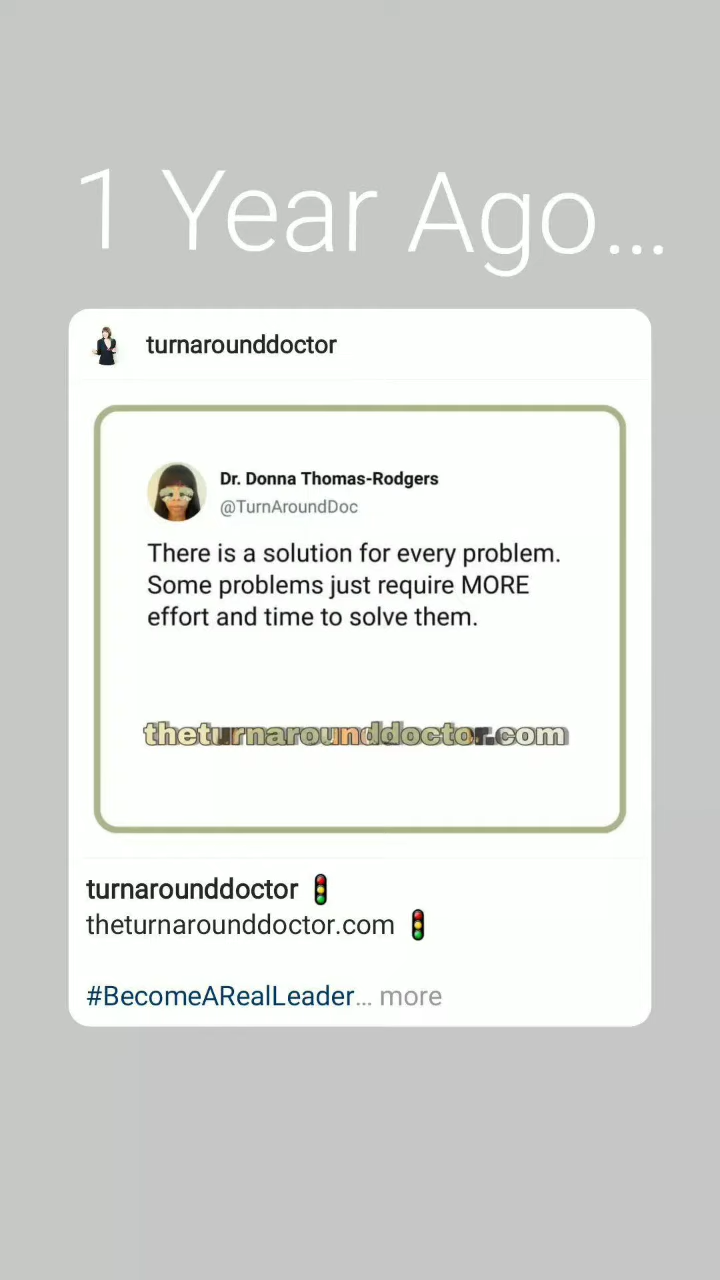 1 Year Ago...
turnarounddoctor
Dr. Donna Thomas-Rodgers
@TurnAroundDoc
There is a solution for every problem.
Some problems just require MORE
effort and time to solve them.
theturnarounddoctor.com
turnarounddoctor 🚦
theturnarounddoctor.com 🚦
#BecomeARealLeader... more